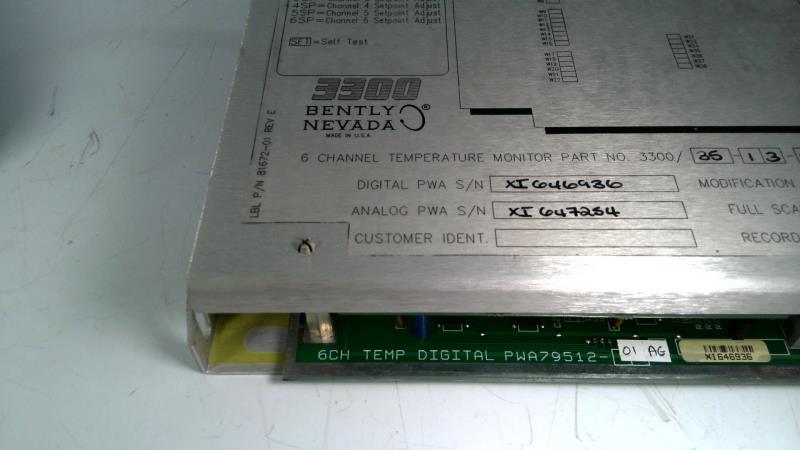 4SP=Channel 4 Setpoint Adjust
5SP=Channel 5 Setpoint Adjust
6SP=Channel 6 Setpoint Adjust
SET=Self Test
3300
BENTLY
NEVADA ®
MADE IN U.S.A.
LBL P/N 81672-01 REV E
6 CHANNEL TEMPERATURE MONITOR PART NO. 3300/ 35-13-
DIGITAL PWA S/N XI646936 MODIFICATION
ANALOG PWA S/N XI647254 FULL SCA
CUSTOMER IDENT. RECORD
6CH TEMP DIGITAL PWA79512- 01 AG
XI646936